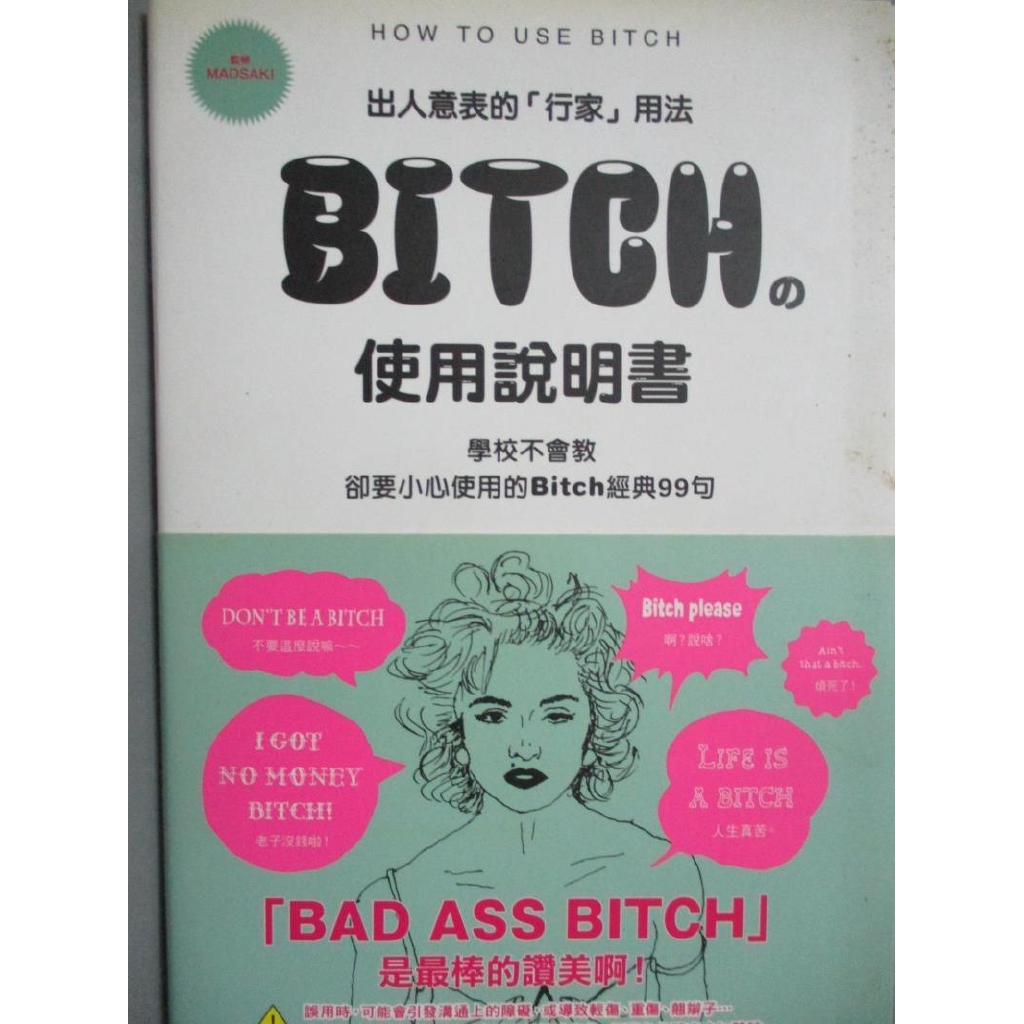 HOW TO USE BITCH
監修
MADSAKI
出人意表的「行家」用法
BITCHの
使用說明書
學校不會教
卻要小心使用的Bitch經典99句
DON'T BE A BITCH
不要這麼說嘛~~
Bitch please
啊?說啥?
Ain't
that a bitch.
煩死了!
I GOT
NO MONEY
BITCH!
老子沒錢啦!
LIFE IS
A BITCH
人生真苦。
「BAD ASS BITCH」
是最棒的讚美啊!
誤用時,可能會引發溝通上的障礙,或導致輕傷、重傷、翹辮子…